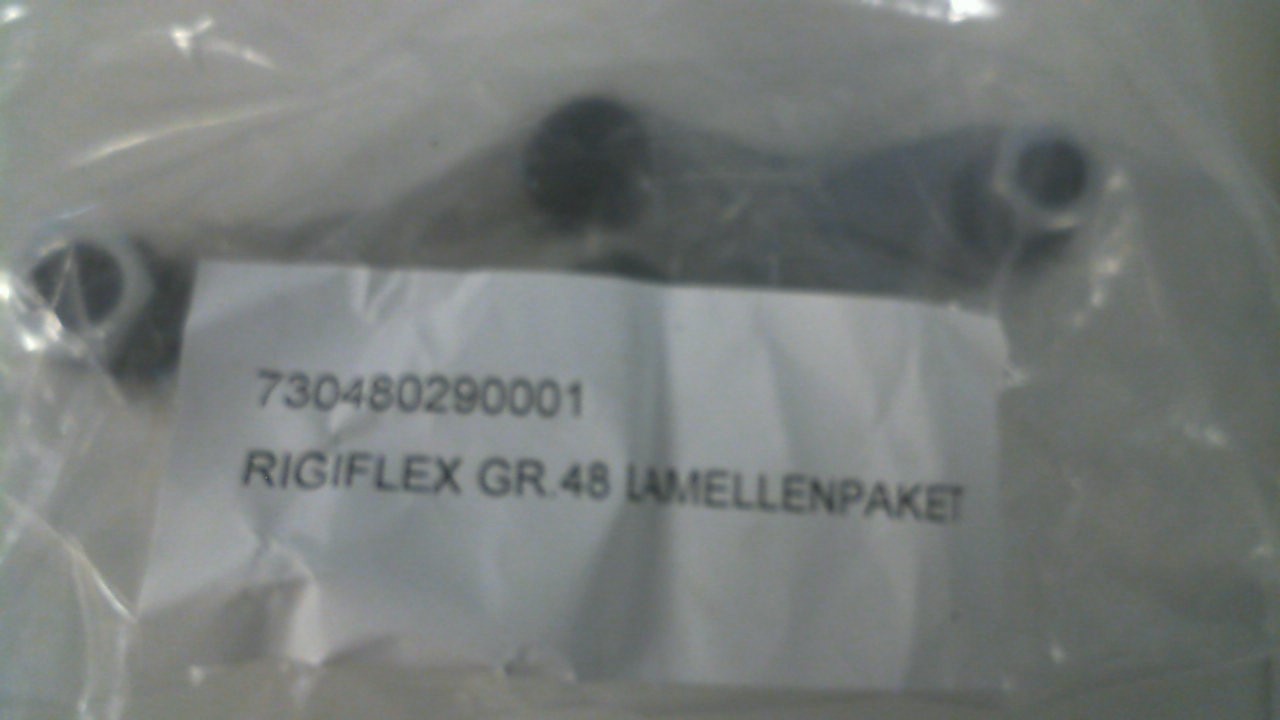 730480290001
RIGIFLEX GR.48 LAMELLENPAKET